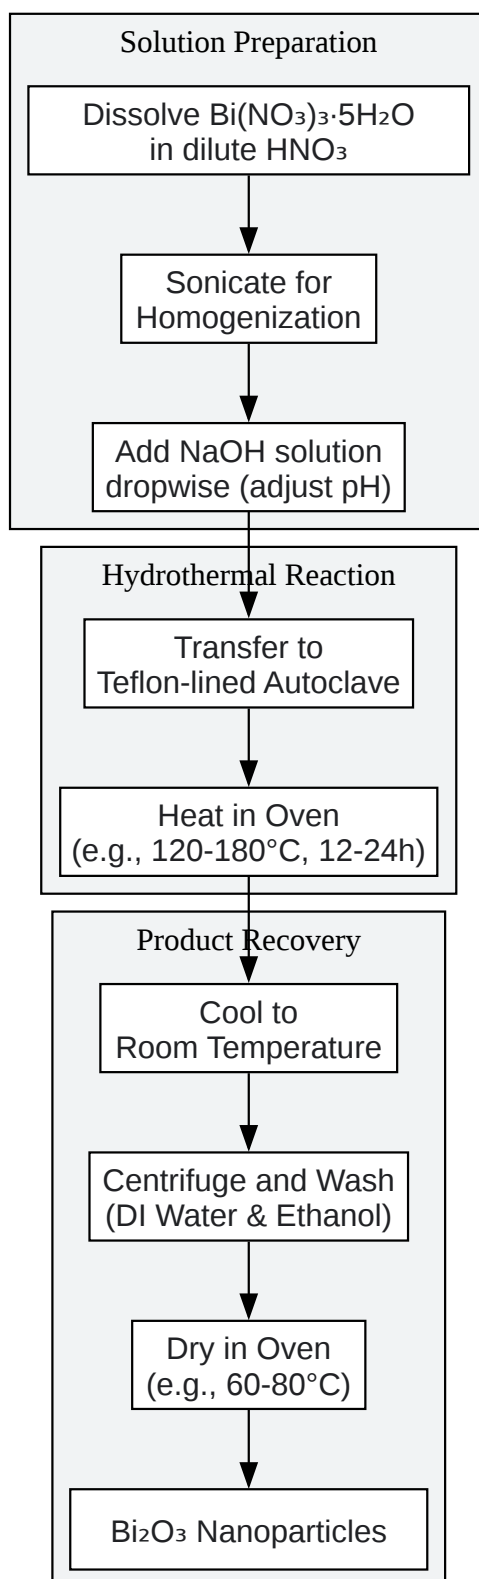 Solution Preparation
Dissolve Bi(NO₃)₃·5H₂O
in dilute HNO₃
Sonicate for
Homogenization
Add NaOH solution
dropwise (adjust pH)
Hydrothermal Reaction
Transfer to
Teflon-lined Autoclave
Heat in Oven
(e.g., 120-180°C, 12-24h)
Product Recovery
Cool to
Room Temperature
Centrifuge and Wash
(DI Water & Ethanol)
Dry in Oven
(e.g., 60-80°C)
Bi₂O₃ Nanoparticles